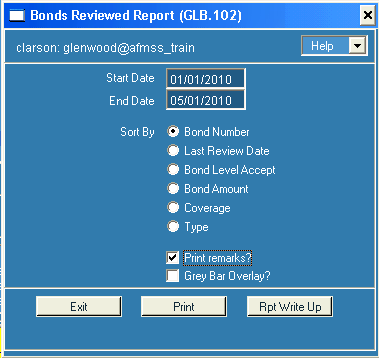 Bonds Reviewed Report (GLB.102)
clarson: glenwood@afmss_train
Help
Start Date 01/01/2010
End Date 05/01/2010
Sort By Bond Number
Last Review Date
Bond Level Accept
Bond Amount
Coverage
Type
Print remarks?
Grey Bar Overlay?
Exit Print Rpt Write Up